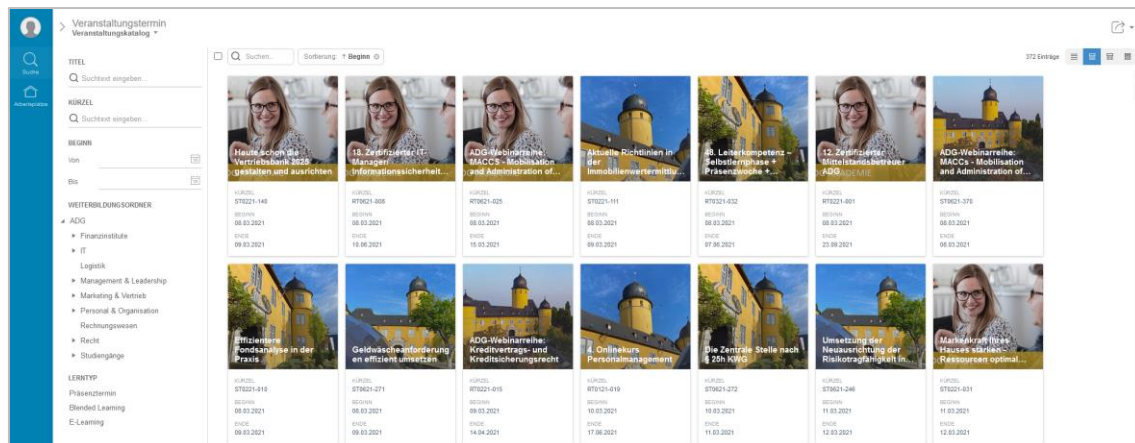 Veranstaltungstermin
Veranstaltungskatalog
Suche
Arbeitsplätze
TITEL
Suchtext eingeben...
KÜRZEL
Suchtext eingeben...
BEGINN
Von
Bis
WEITERBILDUNGSORDNER
ADG
Finanzinstitute
IT
Logistik
Management & Leadership
Marketing & Vertrieb
Personal & Organisation
Rechnungswesen
Recht
Studiengänge
LERNTYP
Präsenztermin
Blended Learning
E-Learning
Suchen...
Sortierung: ↑ Beginn
372 Einträge
Heute schon die
Vertriebsbank 2025
gestalten und ausrichten
KÜRZEL
ST0221-140
BEGINN
08.03.2021
ENDE
09.03.2021
18. Zertifizierter IT-
Manager/
Informationssicherheit...
KÜRZEL
RT0621-008
BEGINN
08.03.2021
ENDE
18.06.2021
ADG-Webinarreihe:
MACCs - Mobilisation
and Administration of...
KÜRZEL
RT0621-025
BEGINN
08.03.2021
ENDE
15.03.2021
Aktuelle Richtlinien in
der
Immobilienwertermittlu...
KÜRZEL
ST0221-111
BEGINN
08.03.2021
ENDE
09.03.2021
48. Leiterkompetenz –
Selbstlernphase +
Präsenzwoche +...
KÜRZEL
RT0321-032
BEGINN
08.03.2021
ENDE
07.06.2021
12. Zertifizierter
Mittelstandsbetreuer
ADG
KÜRZEL
RT0221-001
BEGINN
08.03.2021
ENDE
23.09.2021
ADG-Webinarreihe:
MACCs - Mobilisation
and Administration of...
KÜRZEL
ST0621-370
BEGINN
08.03.2021
ENDE
08.03.2021
Effizientere
Fondsanalyse in der
Praxis
KÜRZEL
ST0221-010
BEGINN
08.03.2021
ENDE
09.03.2021
Geldwäscheanforderung
en effizient umsetzen
KÜRZEL
ST0621-271
BEGINN
08.03.2021
ENDE
09.03.2021
ADG-Webinarreihe:
Kreditvertrags- und
Kreditsicherungsrecht
KÜRZEL
RT0221-015
BEGINN
09.03.2021
ENDE
14.04.2021
4. Onlinekurs
Personalmanagement
KÜRZEL
RT0121-019
BEGINN
10.03.2021
ENDE
17.06.2021
Die Zentrale Stelle nach
§ 25h KWG
KÜRZEL
ST0621-272
BEGINN
10.03.2021
ENDE
11.03.2021
Umsetzung der
Neuausrichtung der
Risikotragfähigkeit in...
KÜRZEL
ST0621-246
BEGINN
11.03.2021
ENDE
12.03.2021
Markenkraft Ihres
Hauses stärken –
Ressourcen optimal...
KÜRZEL
ST0221-031
BEGINN
11.03.2021
ENDE
12.03.2021